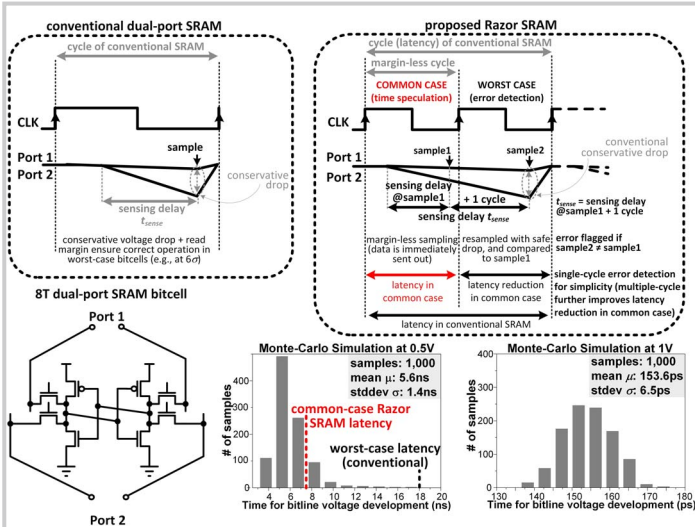 conventional dual-port SRAM
cycle of conventional SRAM
CLK
sample
Port 1
Port 2
conservative
drop
sensing delay
tsense
conservative voltage drop + read
margin ensure correct operation in
worst-case bitcells (e.g., at 6σ)
proposed Razor SRAM
cycle (latency) of conventional SRAM
margin-less cycle
COMMON CASE
(time speculation)
WORST CASE
(error detection)
CLK
sample1
sample2
conventional
conservative drop
Port 1
Port 2
sensing delay
@sample1
+ 1 cycle
sensing delay tsense
tsense = sensing delay
@sample1 + 1 cycle
margin-less sampling
(data is immediately
sent out)
resampled with safe
drop, and compared
to sample1
error flagged if
sample2 ≠ sample1
latency in
common case
latency reduction
in common case
single-cycle error detection
for simplicity (multiple-cycle
further improves latency
reduction in common case)
latency in conventional SRAM
8T dual-port SRAM bitcell
Port 1
Port 2
Monte-Carlo Simulation at 0.5V
samples: 1,000
mean μ: 5.6ns
stddev σ: 1.4ns
common-case Razor
SRAM latency
worst-case latency
(conventional)
# of samples
400
300
200
100
0
4 6 8 10 12 14 16 18 20
Time for bitline voltage development (ns)
Monte-Carlo Simulation at 1V
samples: 1,000
mean μ: 153.6ps
stdev σ: 6.5ps
# of samples
400
300
200
100
0
130 140 150 160 170 180
Time for bitline voltage development (ps)